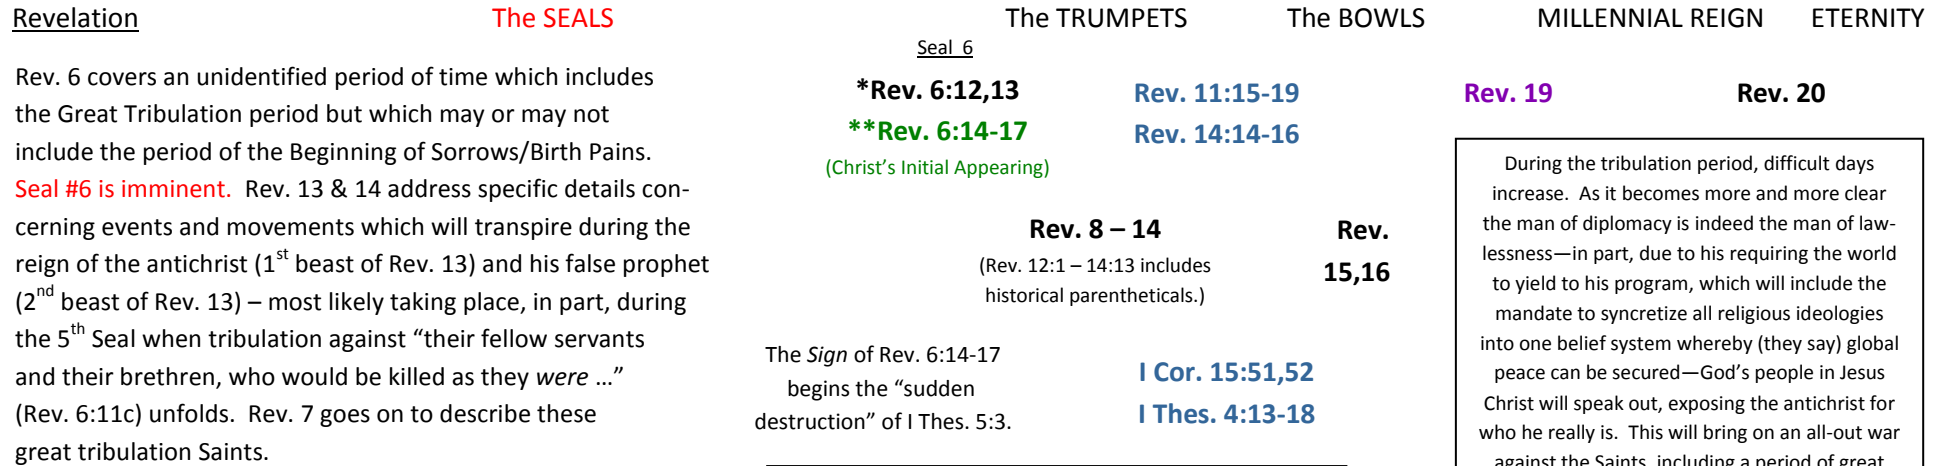 Revelation The SEALS The TRUMPETS The BOWLS MILLENNIAL REIGN ETERNITY
Rev. 6 covers an unidentified period of time which includes
the Great Tribulation period but which may or may not
include the period of the Beginning of Sorrows/Birth Pains.
Seal #6 is imminent. Rev. 13 & 14 address specific details con-
cerning events and movements which will transpire during the
reign of the antichrist (1st beast of Rev. 13) and his false prophet
(2nd beast of Rev. 13) – most likely taking place, in part, during
the 5th Seal when tribulation against “their fellow servants
and their brethren, who would be killed as they were …”
(Rev. 6:11c) unfolds. Rev. 7 goes on to describe these
great tribulation Saints.
Seal 6
*Rev. 6:12,13
**Rev. 6:14-17
(Christ’s Initial Appearing)
Rev. 11:15-19
Rev. 14:14-16
Rev. 8 – 14
(Rev. 12:1 – 14:13 includes
historical parentheticals.)
Rev.
15,16
The Sign of Rev. 6:14-17
begins the “sudden
destruction” of I Thes. 5:3.
I Cor. 15:51,52
I Thes. 4:13-18
Rev. 19 Rev. 20
During the tribulation period, difficult days
increase. As it becomes more and more clear
the man of diplomacy is indeed the man of law-
lessness—in part, due to his requiring the world
to yield to his program, which will include the
mandate to syncretize all religious ideologies
into one belief system whereby (they say) global
peace can be secured—God’s people in Jesus
Christ will speak out, exposing the antichrist for
who he really is. This will bring on an all-out war
against the Saints, including a period of great